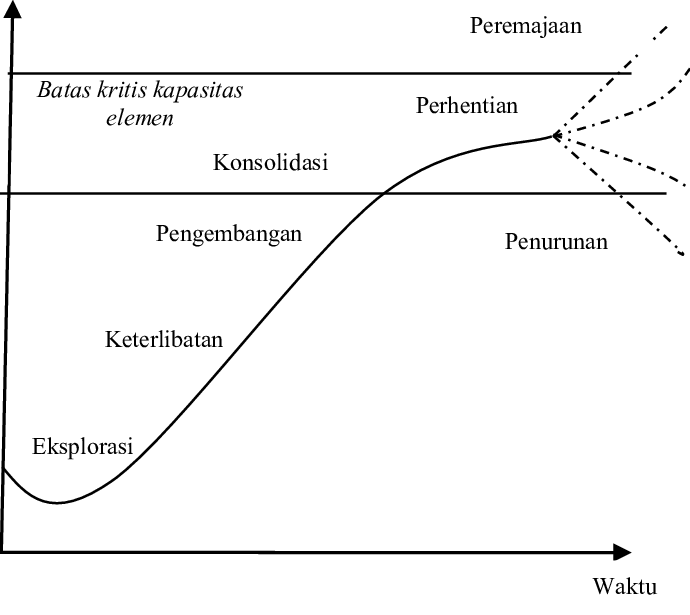 Peremajaan
Batas kritis kapasitas
elemen
Perhentian
Konsolidasi
Pengembangan
Penurunan
Keterlibatan
Eksplorasi
Waktu